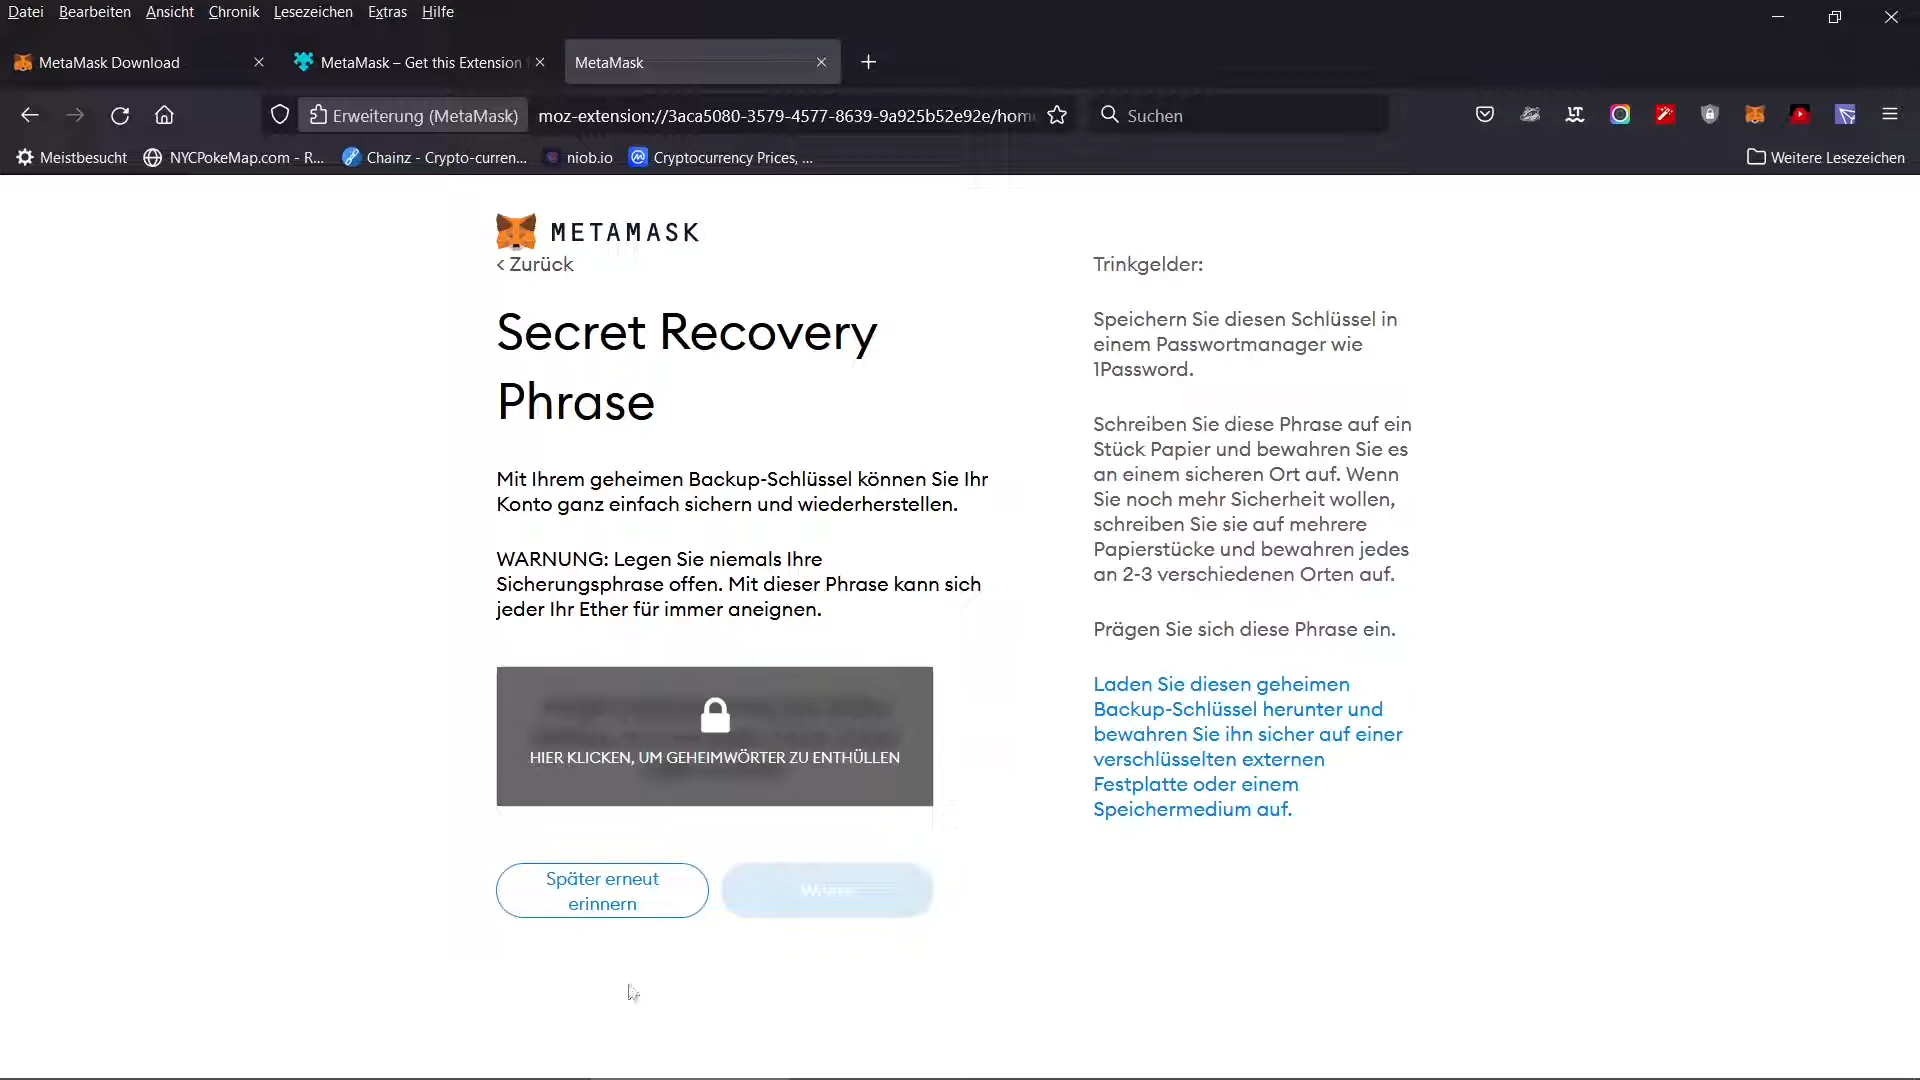 Datei Bearbeiten Ansicht Chronik Lesezeichen Extras Hilfe
MetaMask Download
MetaMask – Get this Extension
MetaMask
Erweiterung (MetaMask)
moz-extension://3aca5080-3579-4577-8639-9a925b52e92e/hom
Suchen
Meistbesucht
NYCPokeMap.com - R...
Chainz - Crypto-curren...
niob.io
Cryptocurrency Prices, ...
Weitere Lesezeichen
METAMASK
< Zurück
Secret Recovery
Phrase
Mit Ihrem geheimen Backup-Schlüssel können Sie Ihr
Konto ganz einfach sichern und wiederherstellen.
WARNUNG: Legen Sie niemals Ihre
Sicherungsphrase offen. Mit dieser Phrase kann sich
jeder Ihr Ether für immer aneignen.
HIER KLICKEN, UM GEHEIMWÖRTER ZU ENTHÜLLEN
Später erneut
erinnern
Trinkgelder:
Speichern Sie diesen Schlüssel in
einem Passwortmanager wie
1Password.
Schreiben Sie diese Phrase auf ein
Stück Papier und bewahren Sie es
an einem sicheren Ort auf. Wenn
Sie noch mehr Sicherheit wollen,
schreiben Sie sie auf mehrere
Papierstücke und bewahren jedes
an 2-3 verschiedenen Orten auf.
Prägen Sie sich diese Phrase ein.
Laden Sie diesen geheimen
Backup-Schlüssel herunter und
bewahren Sie ihn sicher auf einer
verschlüsselten externen
Festplatte oder einem
Speichermedium auf.